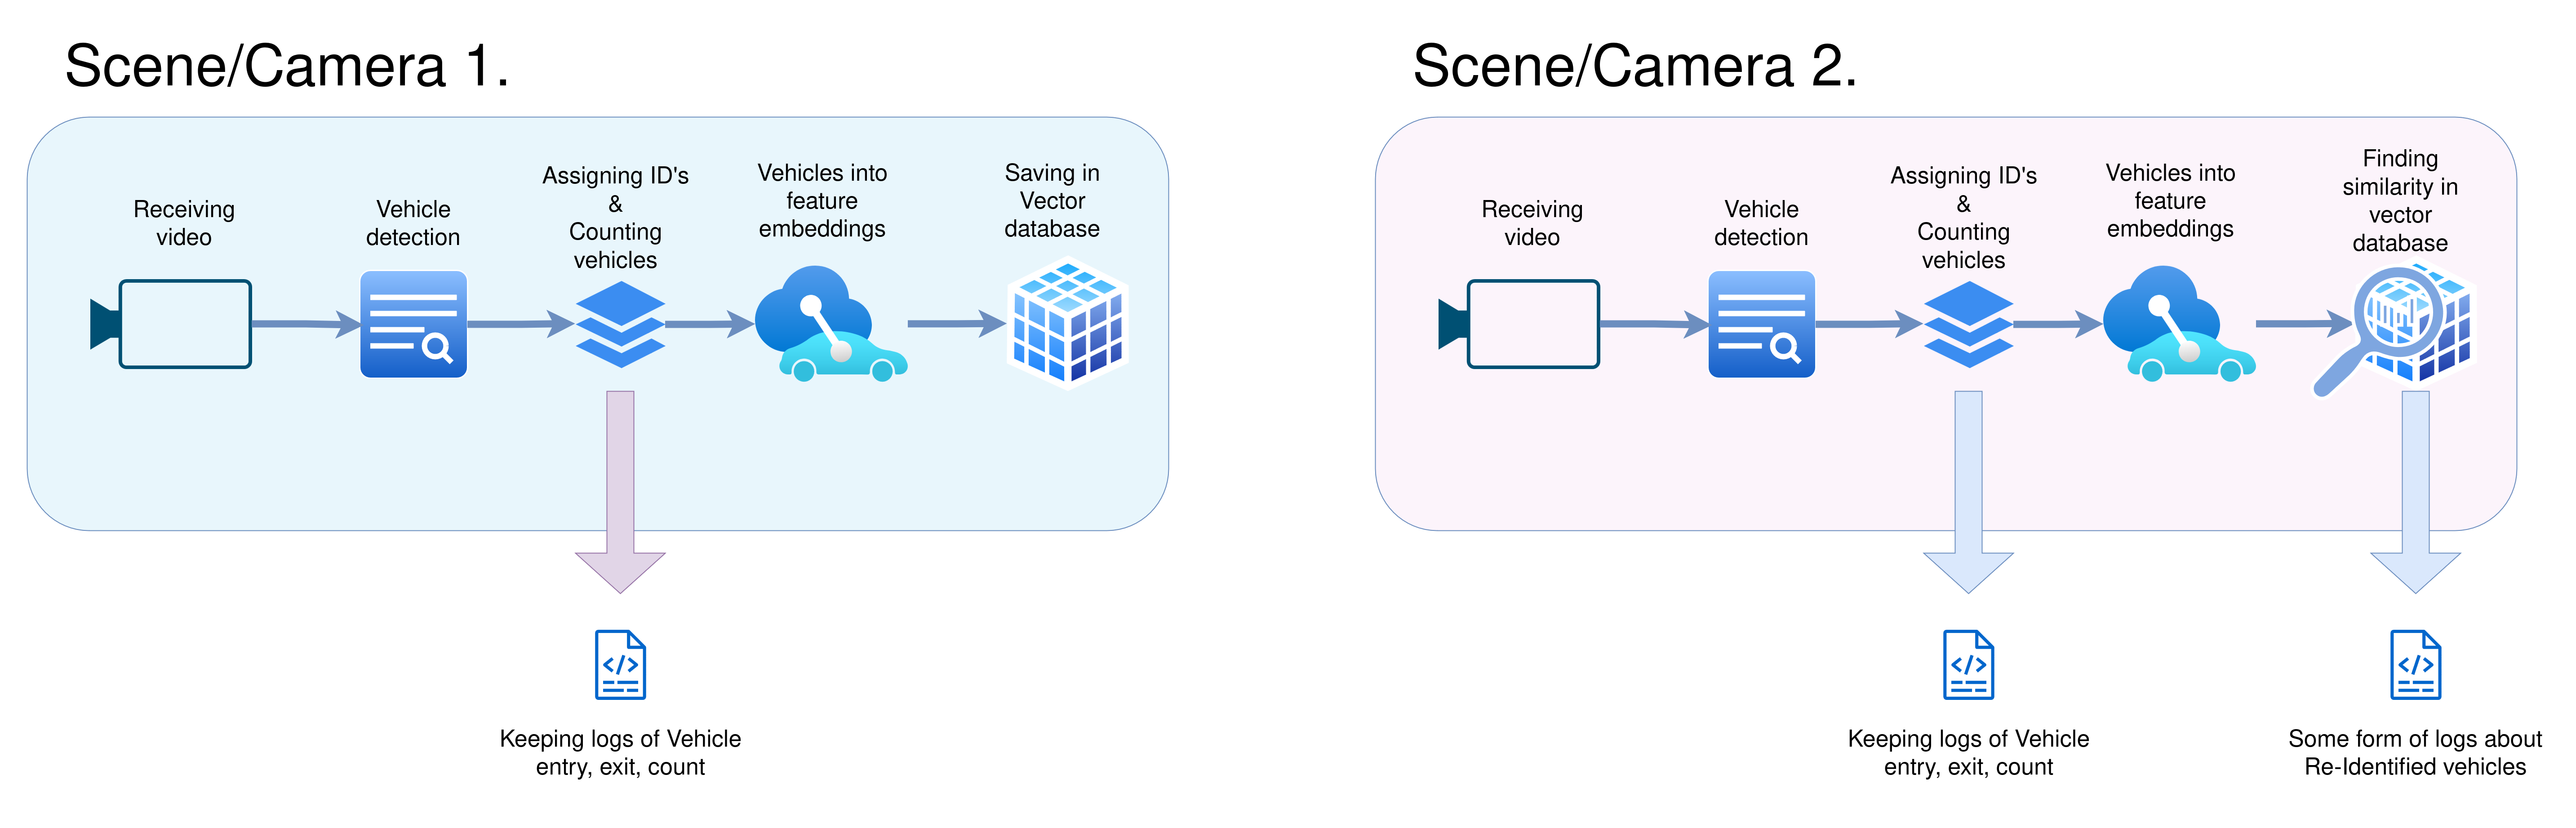 Scene/Camera 1.
Receiving
video
Vehicle
detection
Assigning ID's
&
Counting
vehicles
Vehicles into
feature
embeddings
Saving in
Vector
database
Keeping logs of Vehicle
entry, exit, count
Scene/Camera 2.
Receiving
video
Vehicle
detection
Assigning ID's
&
Counting
vehicles
Vehicles into
feature
embeddings
Finding
similarity in
vector
database
Keeping logs of Vehicle
entry, exit, count
Some form of logs about
Re-Identified vehicles